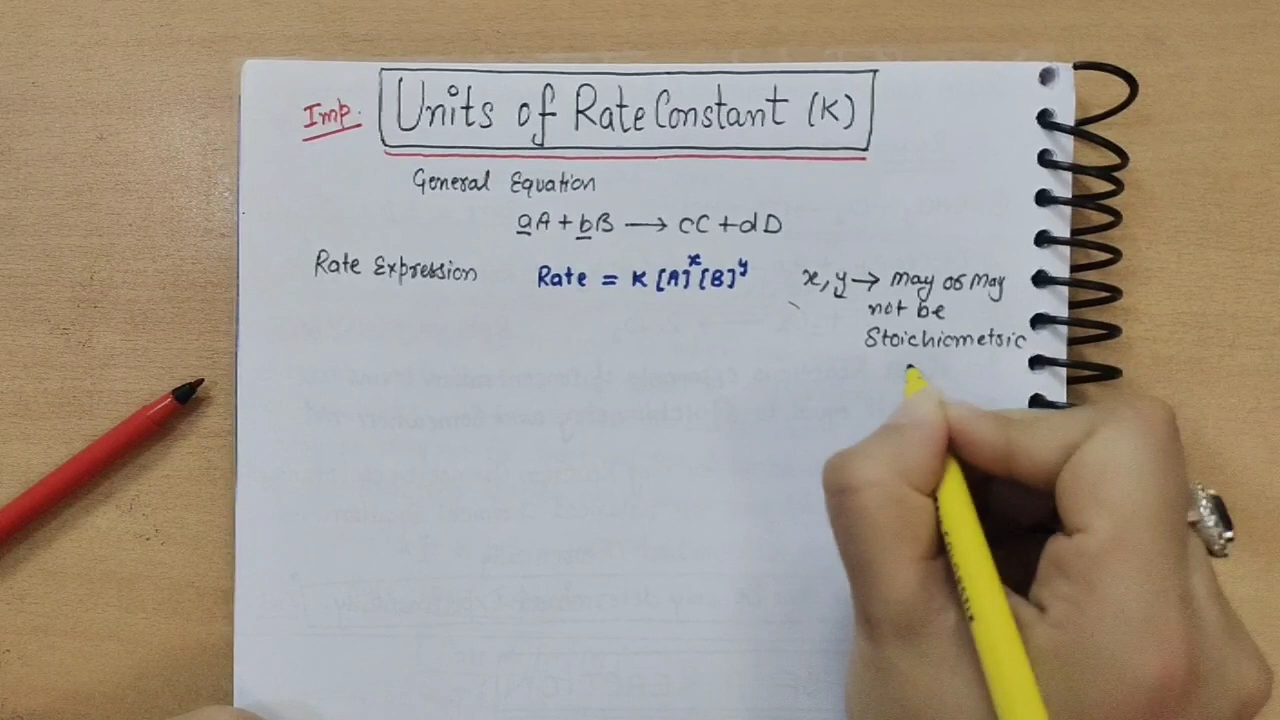 Imp. Units of Rate Constant (K)
General Equation
aA + bB → cC + dD
Rate Expression Rate = K [A]^x [B]^y
x, y → may or may
not be
Stoichiometric